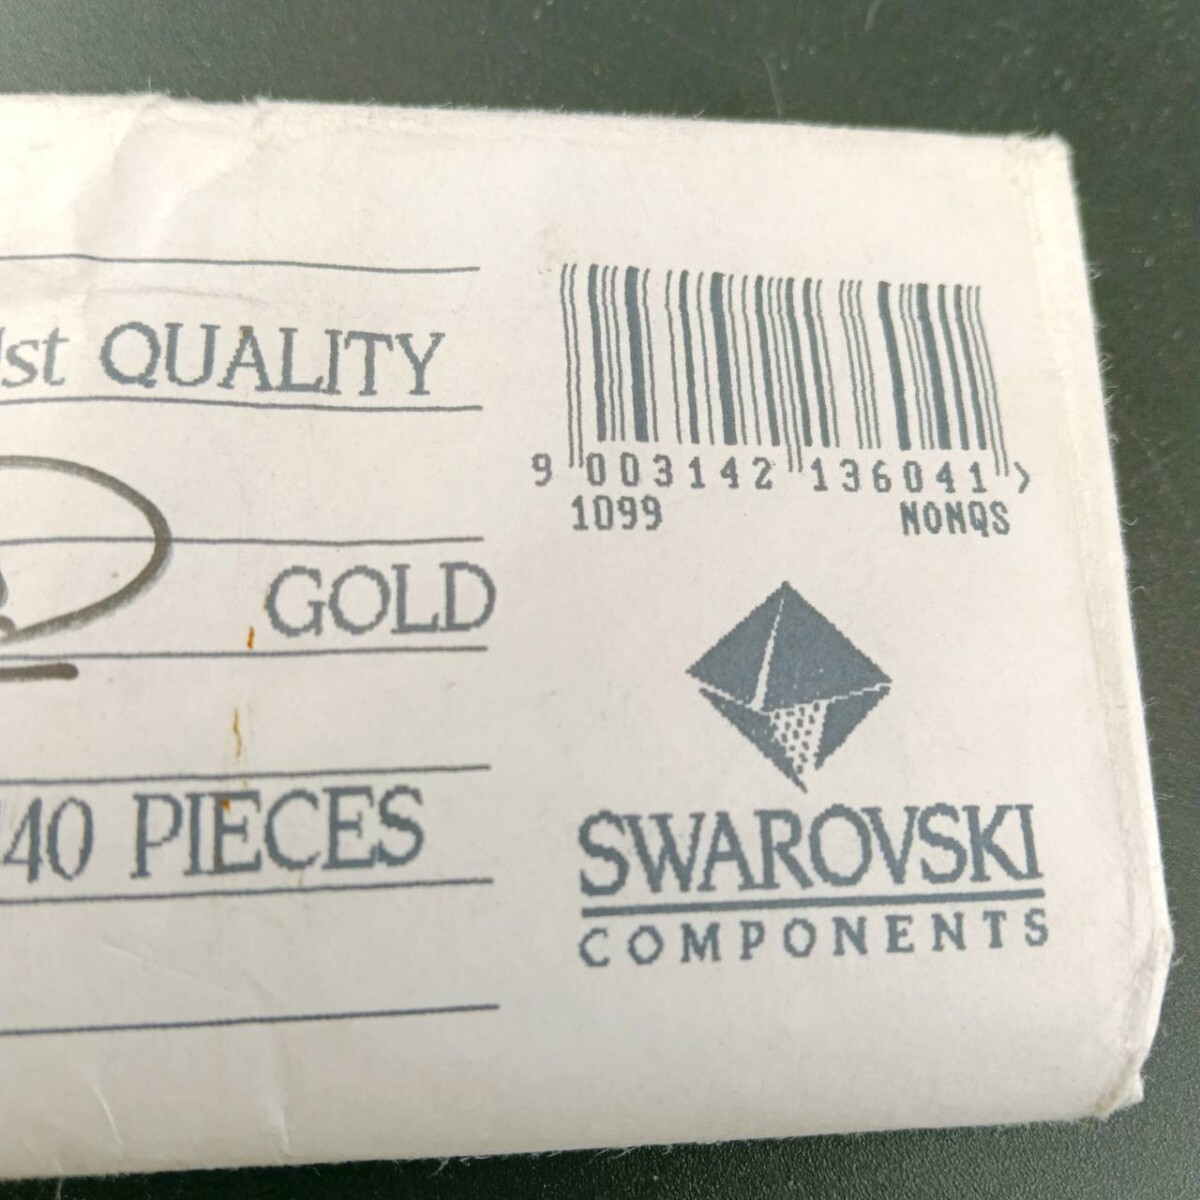 1st QUALITY
GOLD
40 PIECES
9 003142 136041 >
1099 NONQS
SWAROVSKI
COMPONENTS